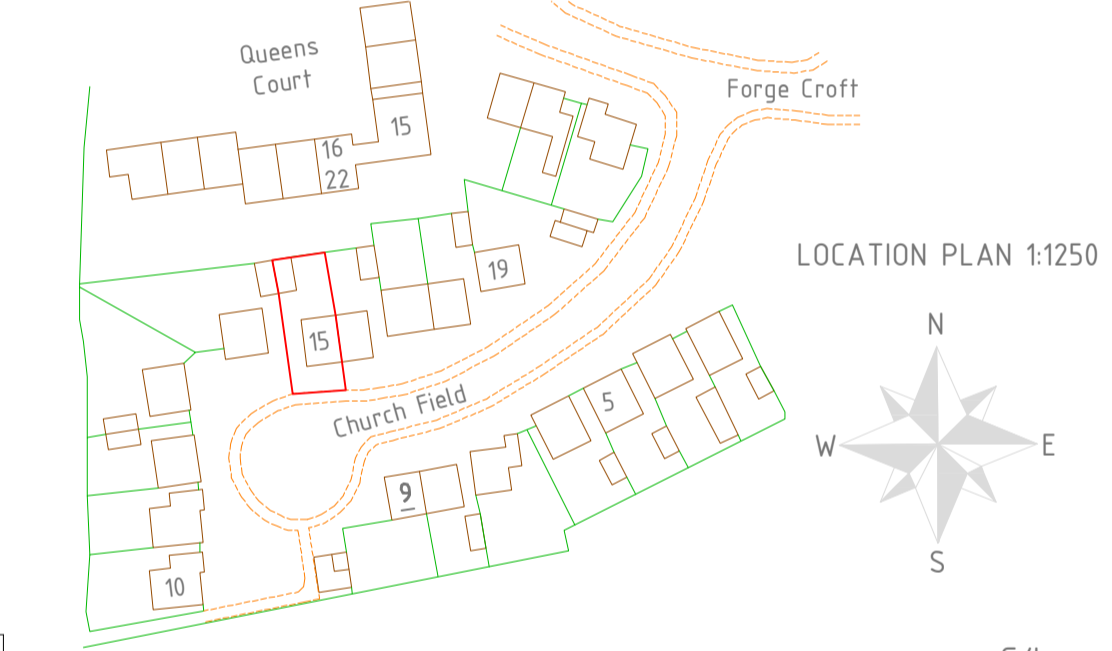 Queens
Court
15
16
22
Forge Croft
19
LOCATION PLAN 1:1250
15
N
Church Field
5
W
E
9
S
10